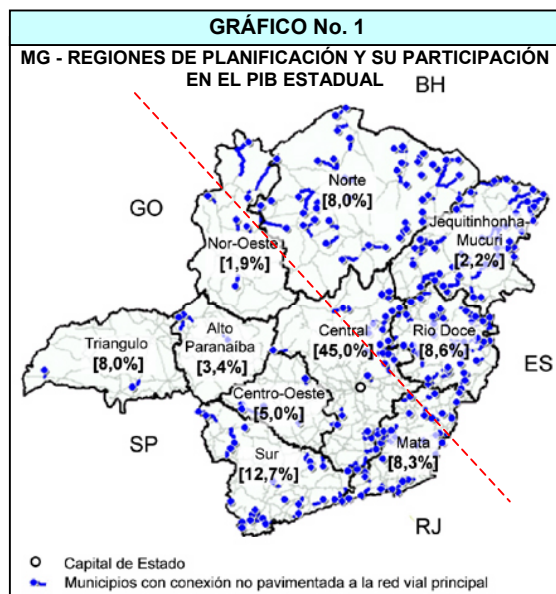 GRÁFICO No. 1
MG - REGIONES DE PLANIFICACIÓN Y SU PARTICIPACIÓN
EN EL PIB ESTADUAL
BH
Norte
[8,0%]
GO
Jequitinhonha-
Mucuri
[2,2%]
Nor-Oeste
[1,9%]
Triangulo
[8,0%]
Alto
Paranaíba
[3,4%]
Central
[45,0%]
Rio Doce
[8,6%]
ES
Centro-Oeste
[5,0%]
SP
Sur
[12,7%]
Mata
[8,3%]
RJ
Capital de Estado
Municipios con conexión no pavimentada a la red vial principal